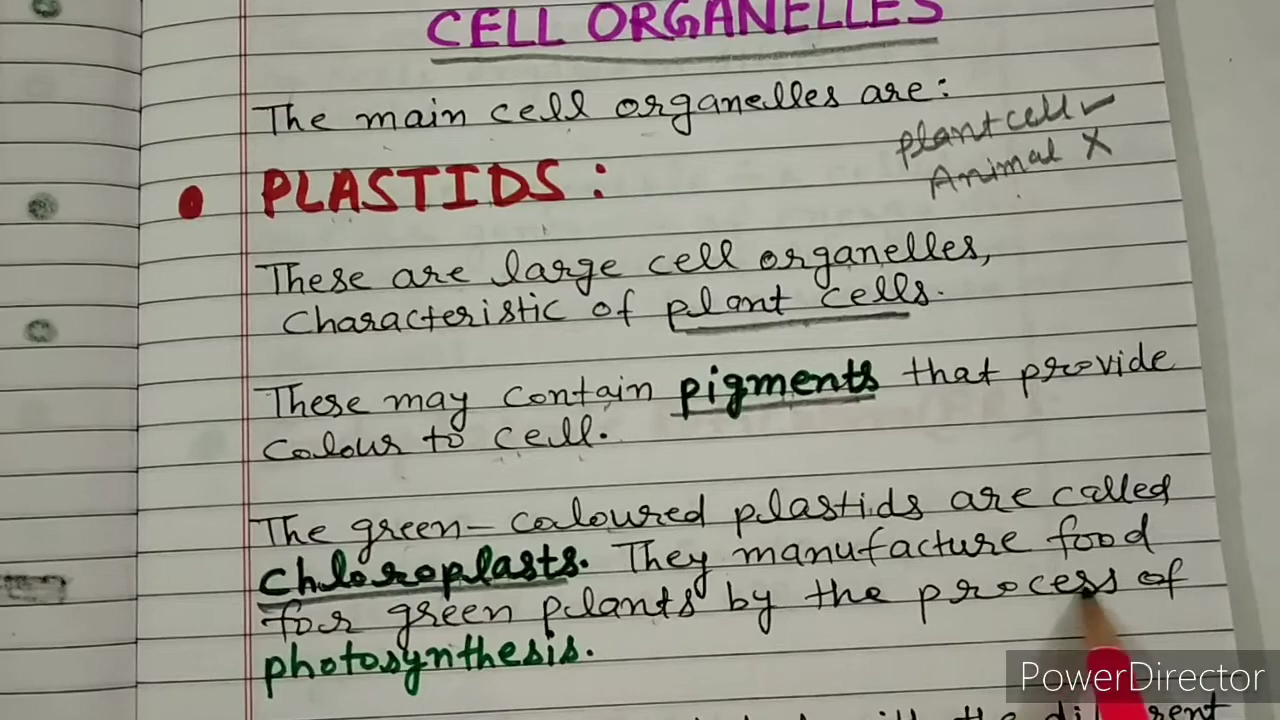 CELL ORGANELLES
The main cell organelles are:
plant cell ✓
Animal X
• PLASTIDS :
These are large cell organelles,
Characteristic of plant cells.
These may contain pigments that provide
colour to cell.
The green-coloured plastids are called
Chloroplasts. They manufacture food
for green plants by the process of
photosynthesis.
PowerDirector